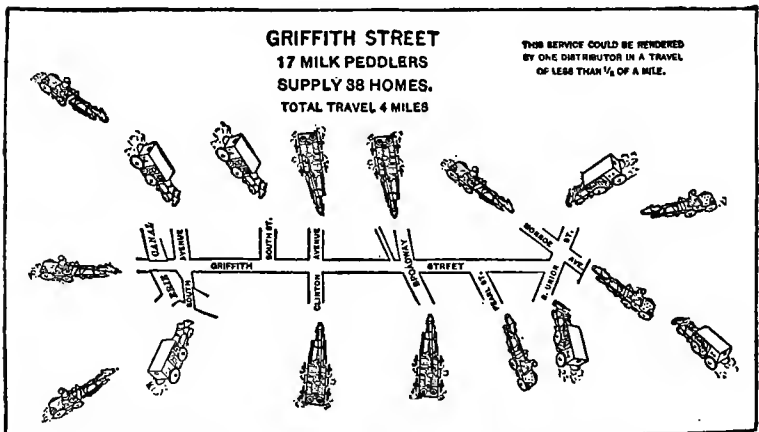 GRIFFITH STREET
17 MILK PEDDLERS
SUPPLY 38 HOMES.
TOTAL TRAVEL 4 MILES
THIS SERVICE COULD BE RENDERED
BY ONE DISTRIBUTOR IN A TRAVEL
OF LESS THAN 1/2 OF A MILE.
CANAL
AVENUE
SOUTH ST.
AVENUE
BROADWAY
MONROE
ST.
GRIFFITH
STREET
AVE.
ERIE
SOUTH
CLINTON
PEARL ST.
S. UNION